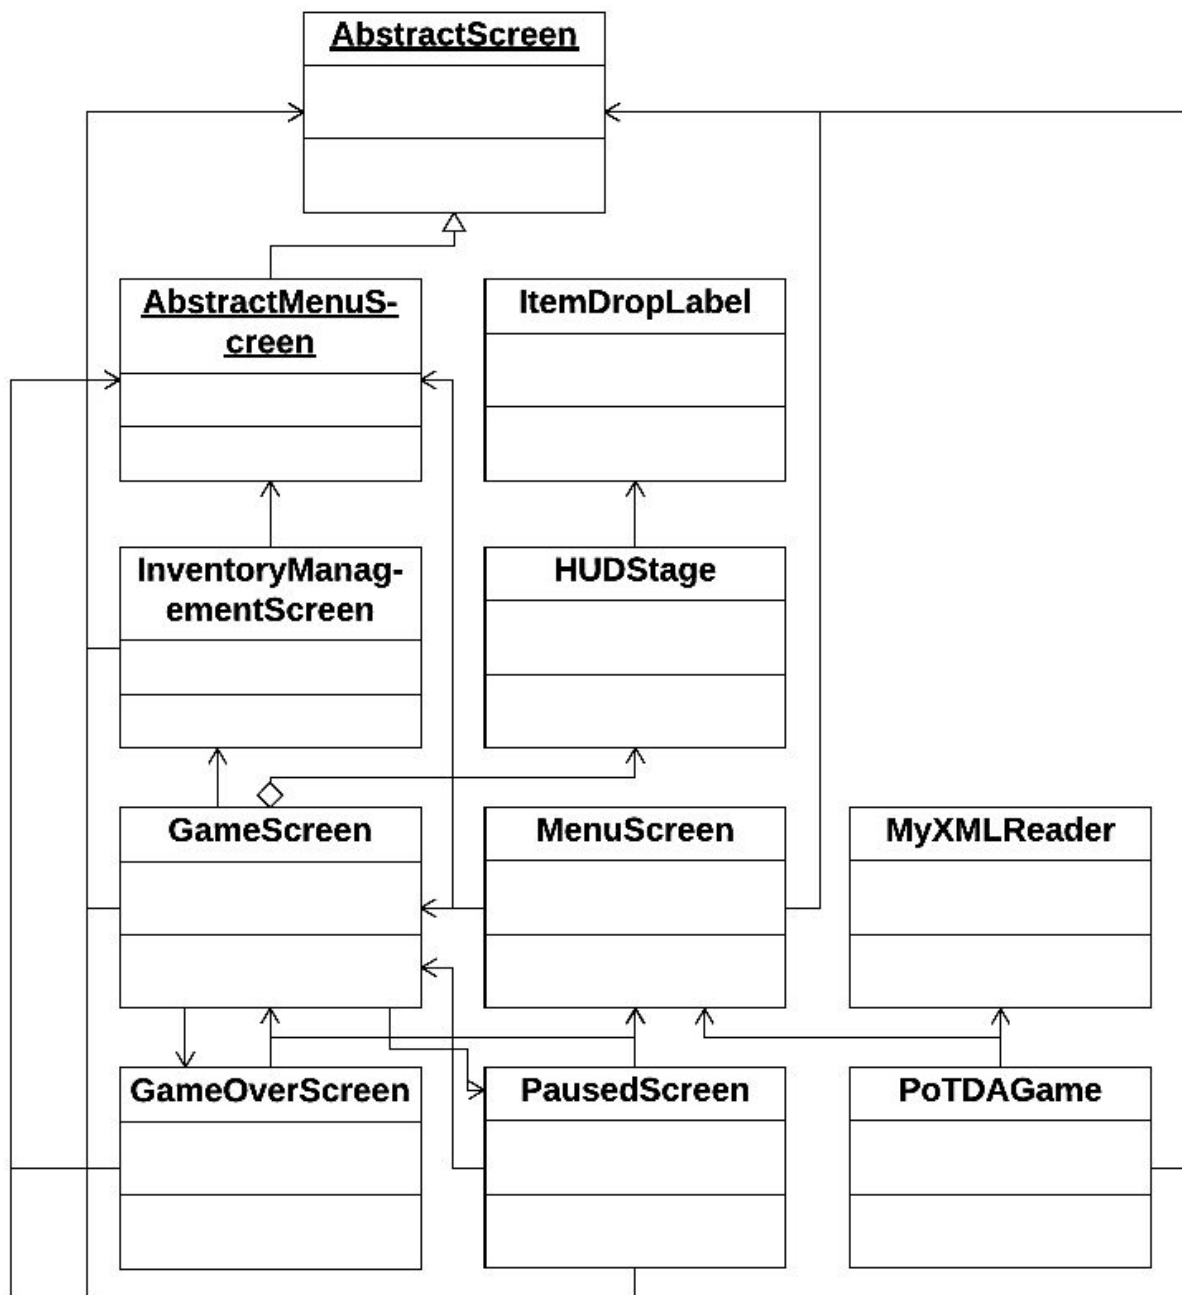 AbstractScreen
AbstractMenuS-
creen
ItemDropLabel
InventoryManag-
ementScreen
HUDStage
GameScreen
MenuScreen
MyXMLReader
GameOverScreen
PausedScreen
PoTDAGame